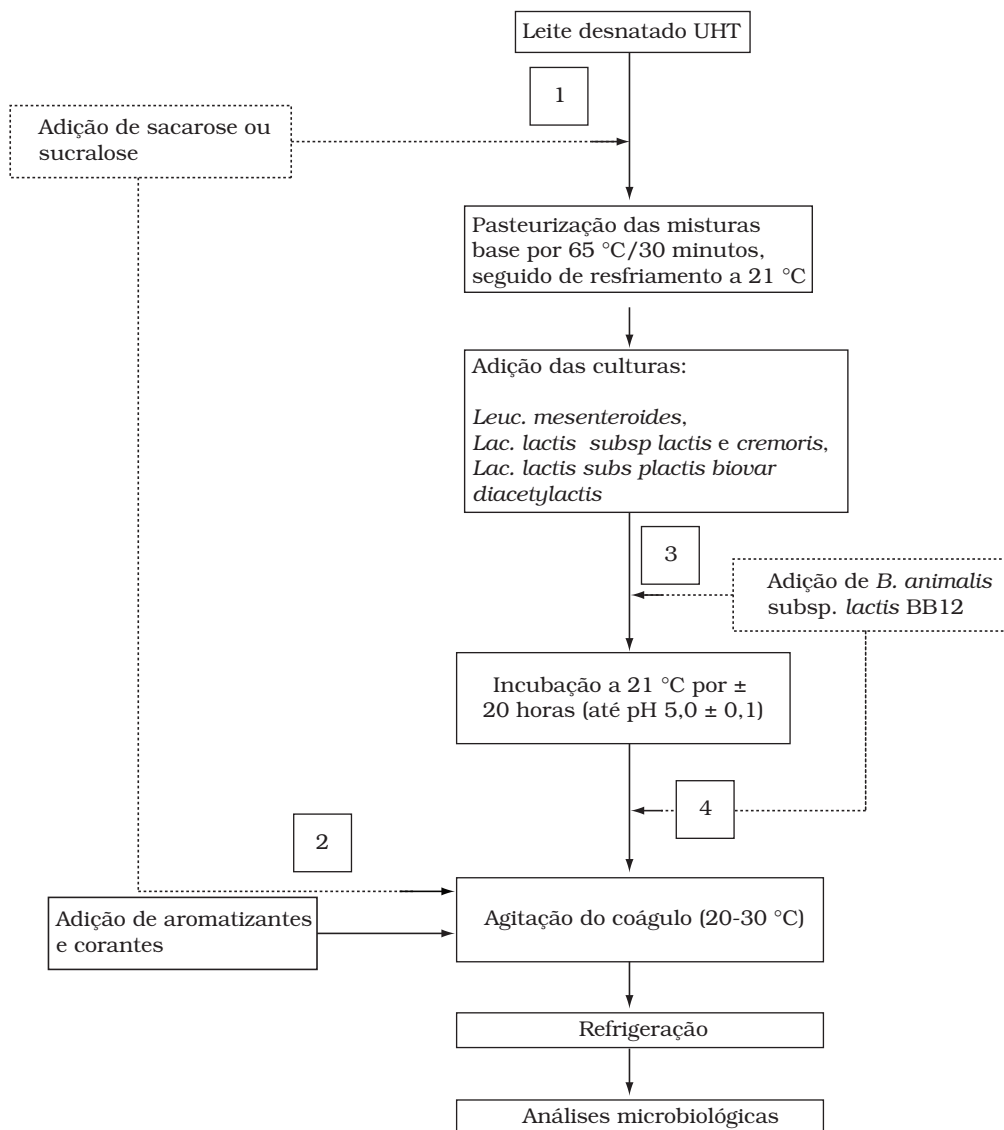 Leite desnatado UHT
1
Adição de sacarose ou
sucralose
Pasteurização das misturas
base por 65 °C/30 minutos,
seguido de resfriamento a 21 °C
Adição das culturas:
Leuc. mesenteroides,
Lac. lactis subsp lactis e cremoris,
Lac. lactis subs plactis biovar
diacetylactis
3
Adição de B. animalis
subsp. lactis BB12
Incubação a 21 °C por ±
20 horas (até pH 5,0 ± 0,1)
4
2
Agitação do coágulo (20-30 °C)
Adição de aromatizantes
e corantes
Refrigeração
Análises microbiológicas